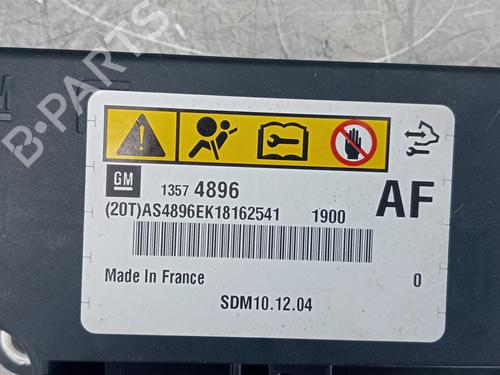 B-PARTS
GM
1357 4896
AF
(20T)AS4896EK18162541 1900
Made In France 0
SDM10.12.04